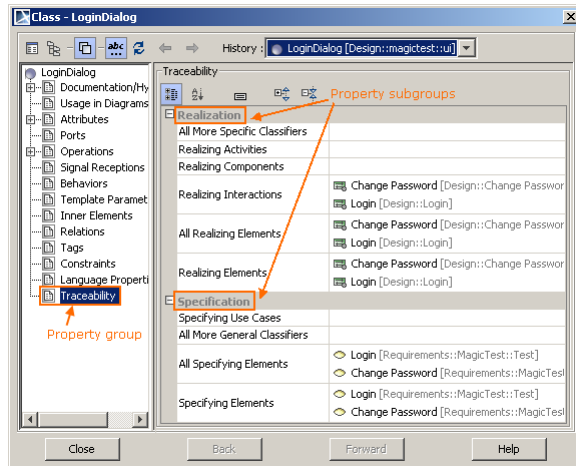 Class - LoginDialog
abc
History : LoginDialog [Design::magictest::ui]
LoginDialog
Documentation/Hy
Usage in Diagrams
Attributes
Ports
Operations
Signal Receptions
Behaviors
Template Paramet
Inner Elements
Relations
Tags
Constraints
Language Properti
Traceability
Property group
Traceability
Property subgroups
Realization
All More Specific Classifiers
Realizing Activities
Realizing Components
Realizing Interactions
Change Password [Design::Change Passwor
Login [Design::Login]
All Realizing Elements
Change Password [Design::Change Passwor
Login [Design::Login]
Realizing Elements
Change Password [Design::Change Passwor
Login [Design::Login]
Specification
Specifying Use Cases
All More General Classifiers
All Specifying Elements
Login [Requirements::MagicTest::Test]
Change Password [Requirements::MagicTest
Specifying Elements
Login [Requirements::MagicTest::Test]
Change Password [Requirements::MagicTest
Close
Back
Forward
Help